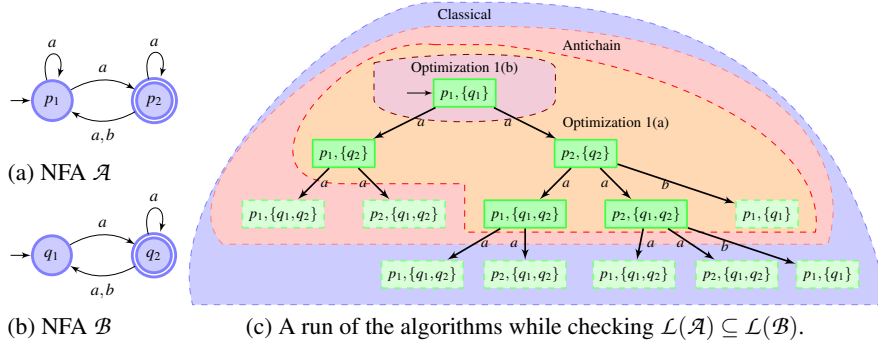 a
a
a
p1
p2
a,b
(a) NFA 𝒜
a
a
q1
q2
a,b
(b) NFA ℬ
Classical
Antichain
Optimization 1(b)
p1,{q1}
Optimization 1(a)
a
a
p1,{q2}
p2,{q2}
a
a
a
a
b
p1,{q1,q2}
p2,{q1,q2}
p1,{q1,q2}
p2,{q1,q2}
p1,{q1}
a
a
a
a
b
p1,{q1,q2}
p2,{q1,q2}
p1,{q1,q2}
p2,{q1,q2}
p1,{q1}
(c) A run of the algorithms while checking ℒ(𝒜) ⊆ ℒ(ℬ).